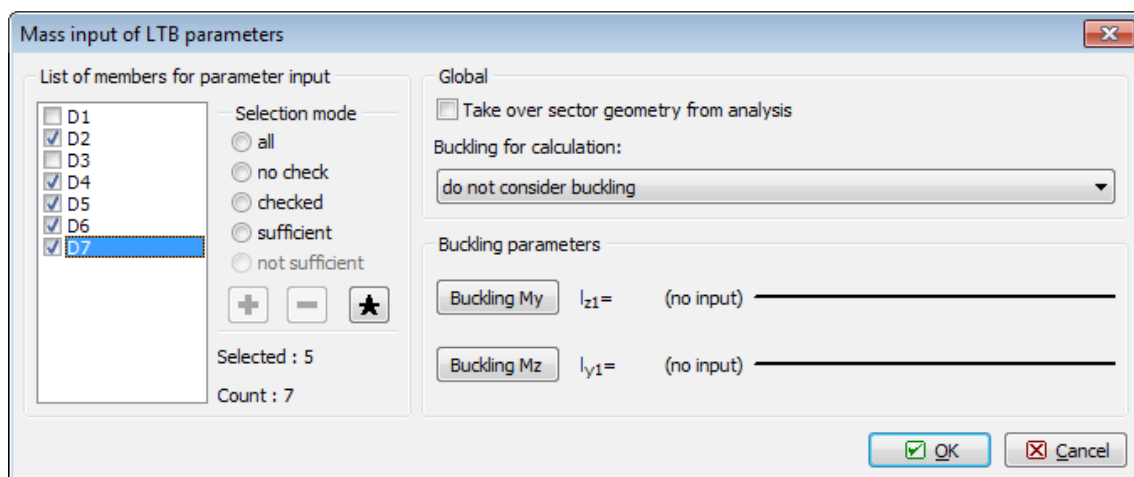 Mass input of LTB parameters
List of members for parameter input
D1
D2
D3
D4
D5
D6
D7
Selection mode
all
no check
checked
sufficient
not sufficient
Selected : 5
Count : 7
Global
Take over sector geometry from analysis
Buckling for calculation:
do not consider buckling
Buckling parameters
Buckling My lz1= (no input)
Buckling Mz ly1= (no input)
OK Cancel